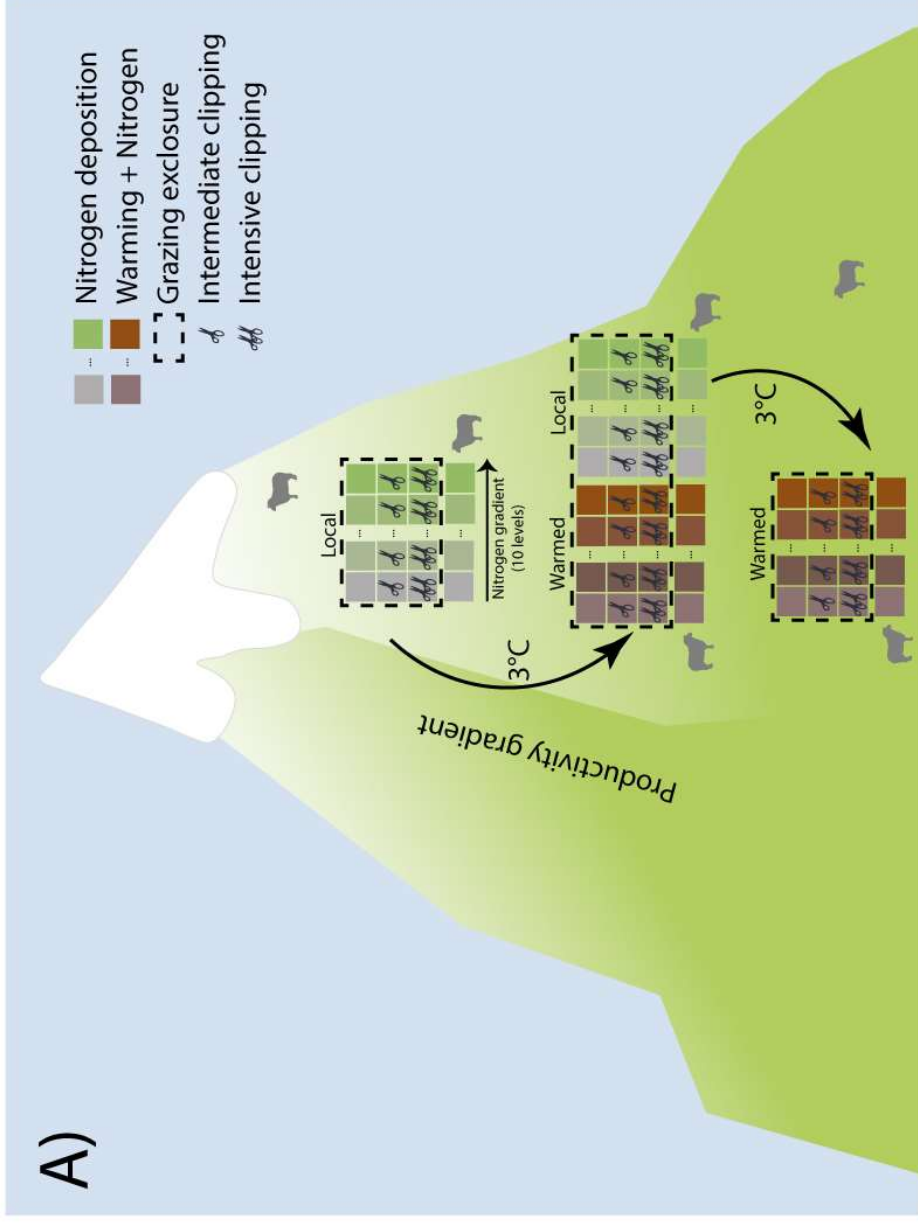 A)
Nitrogen deposition
Warming + Nitrogen
Grazing exclosure
Intermediate clipping
Intensive clipping
...
...
Local
...
...
...
...
Nitrogen gradient
(10 levels)
3°C
Productivity gradient
Warmed
Local
...
...
...
...
...
...
...
...
3°C
Warmed
...
...
...
...